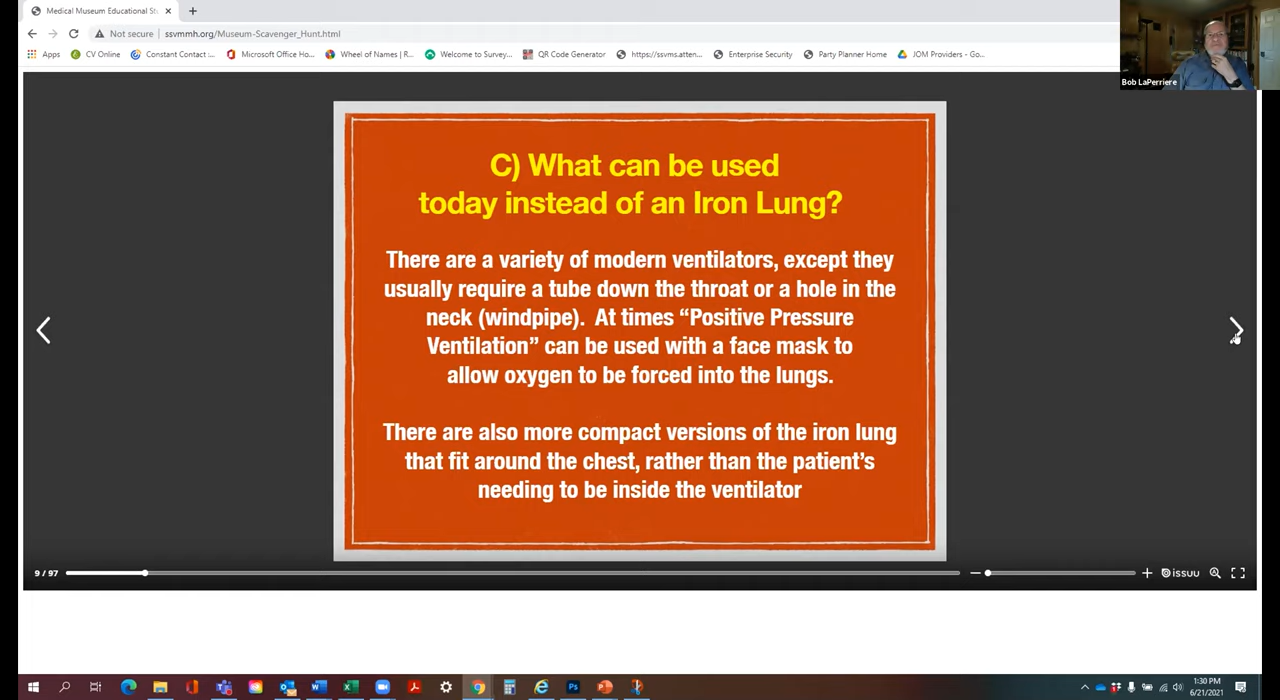 Medical Museum Educational St
Not secure
ssvmmh.org/Museum-Scavenger_Hunt.html
Apps
CV Online
Constant Contact :...
Microsoft Office Ho...
Wheel of Names | R...
Welcome to Survey...
QR Code Generator
https://ssvms.atten...
Enterprise Security
Party Planner Home
JOM Providers - Go...
Bob LaPerriere
C) What can be used
today instead of an Iron Lung?
There are a variety of modern ventilators, except they
usually require a tube down the throat or a hole in the
neck (windpipe). At times “Positive Pressure
Ventilation” can be used with a face mask to
allow oxygen to be forced into the lungs.
There are also more compact versions of the iron lung
that fit around the chest, rather than the patient’s
needing to be inside the ventilator
9 / 97
issuu
1:30 PM
6/21/2021